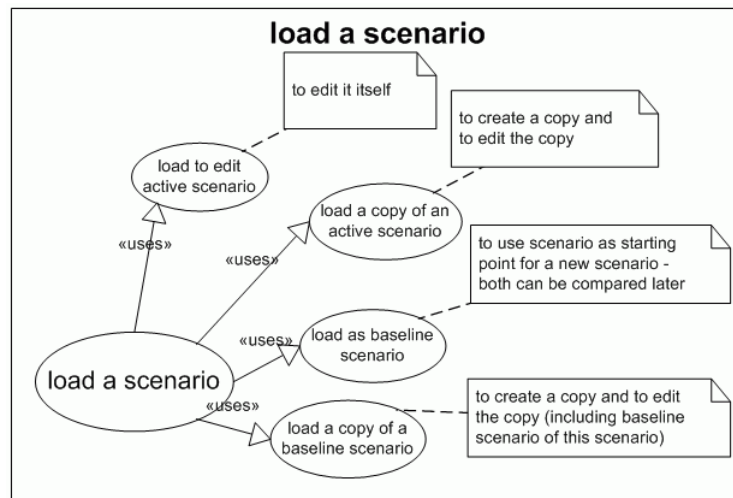 load a scenario
to edit it itself
to create a copy and
to edit the copy
load to edit
active scenario
load a copy of an
active scenario
«uses»
«uses»
to use scenario as starting
point for a new scenario -
both can be compared later
«uses»
load as baseline
scenario
load a scenario
«uses»
to create a copy and to edit
the copy (including baseline
scenario of this scenario)
load a copy of a
baseline scenario